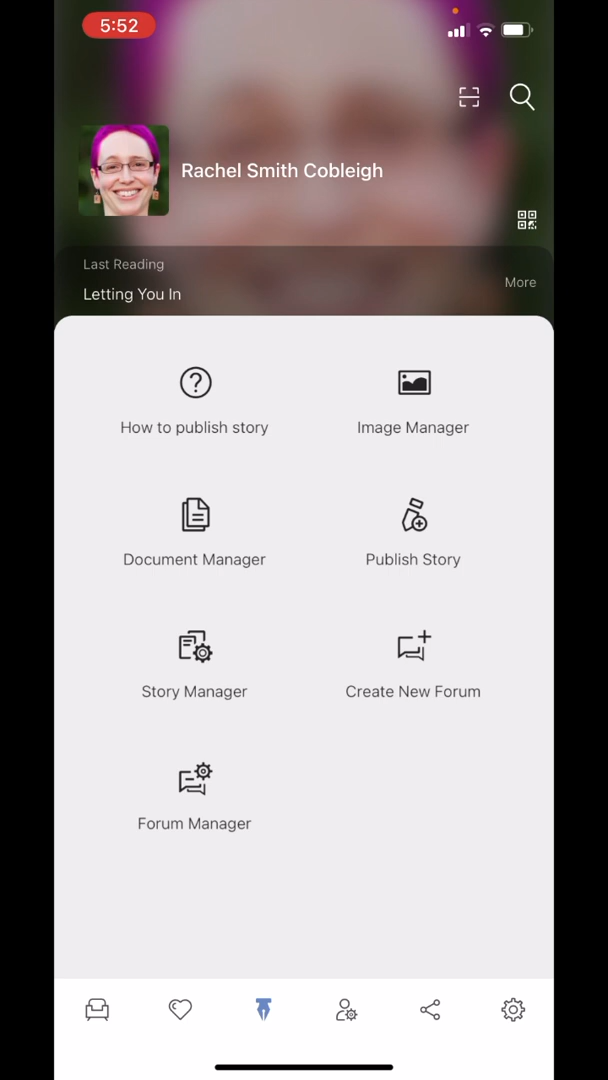 5:52
Rachel Smith Cobleigh
Last Reading
Letting You In
More
How to publish story
Image Manager
Document Manager
Publish Story
Story Manager
Create New Forum
Forum Manager